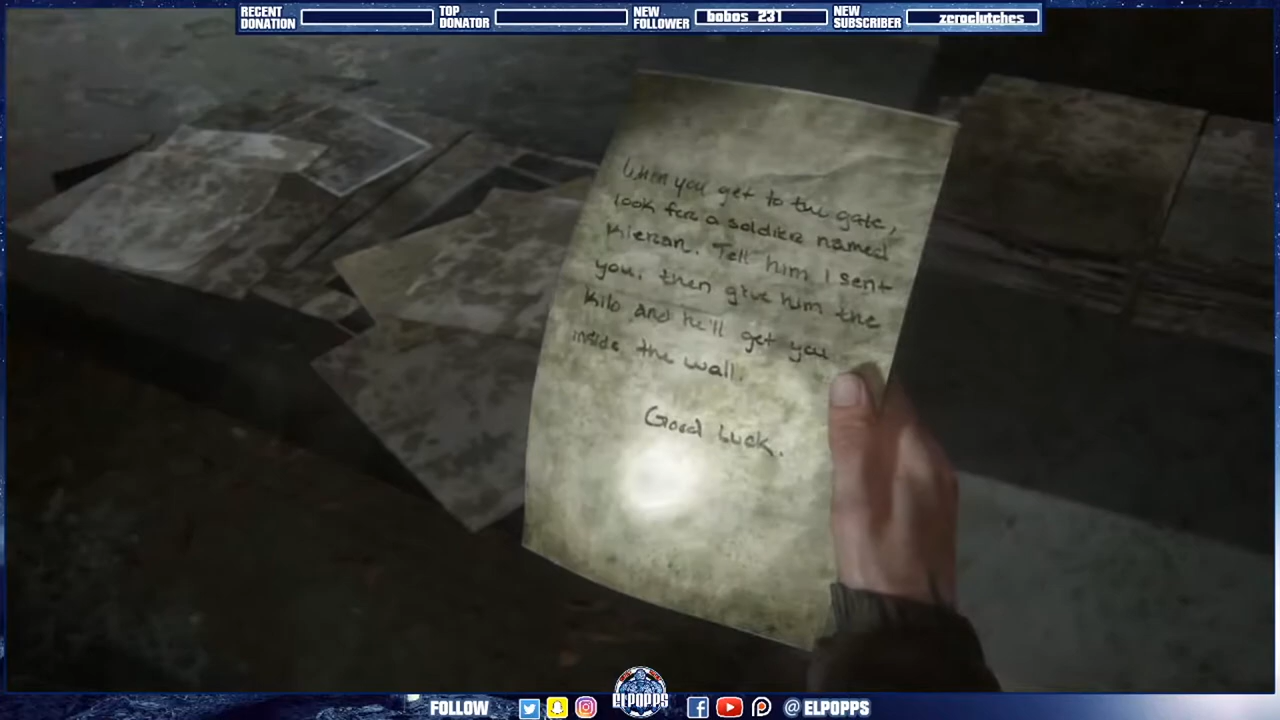 RECENT
DONATION
TOP
DONATOR
NEW
FOLLOWER
bobos_231
NEW
SUBSCRIBER
zeroclutches
When you get to the gate,
look for a soldier named
Kieran. Tell him I sent
you, then give him the
kilo and he'll get you
inside the wall.
Good Luck.
FOLLOW
ELPOPPS
@ELPOPPS